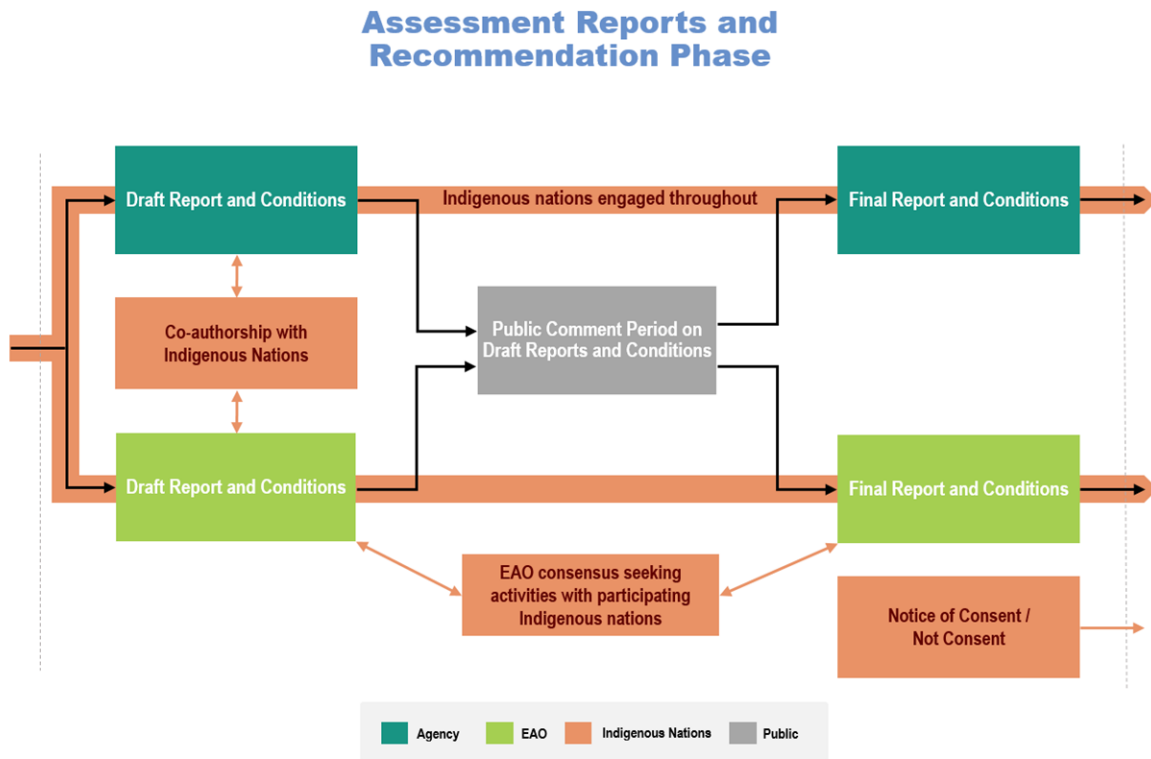 Assessment Reports and
Recommendation Phase
Draft Report and Conditions
Indigenous nations engaged throughout
Final Report and Conditions
Co-authorship with
Indigenous Nations
Public Comment Period on
Draft Reports and Conditions
Draft Report and Conditions
Final Report and Conditions
EAO consensus seeking
activities with participating
Indigenous nations
Notice of Consent /
Not Consent
Agency
EAO
Indigenous Nations
Public